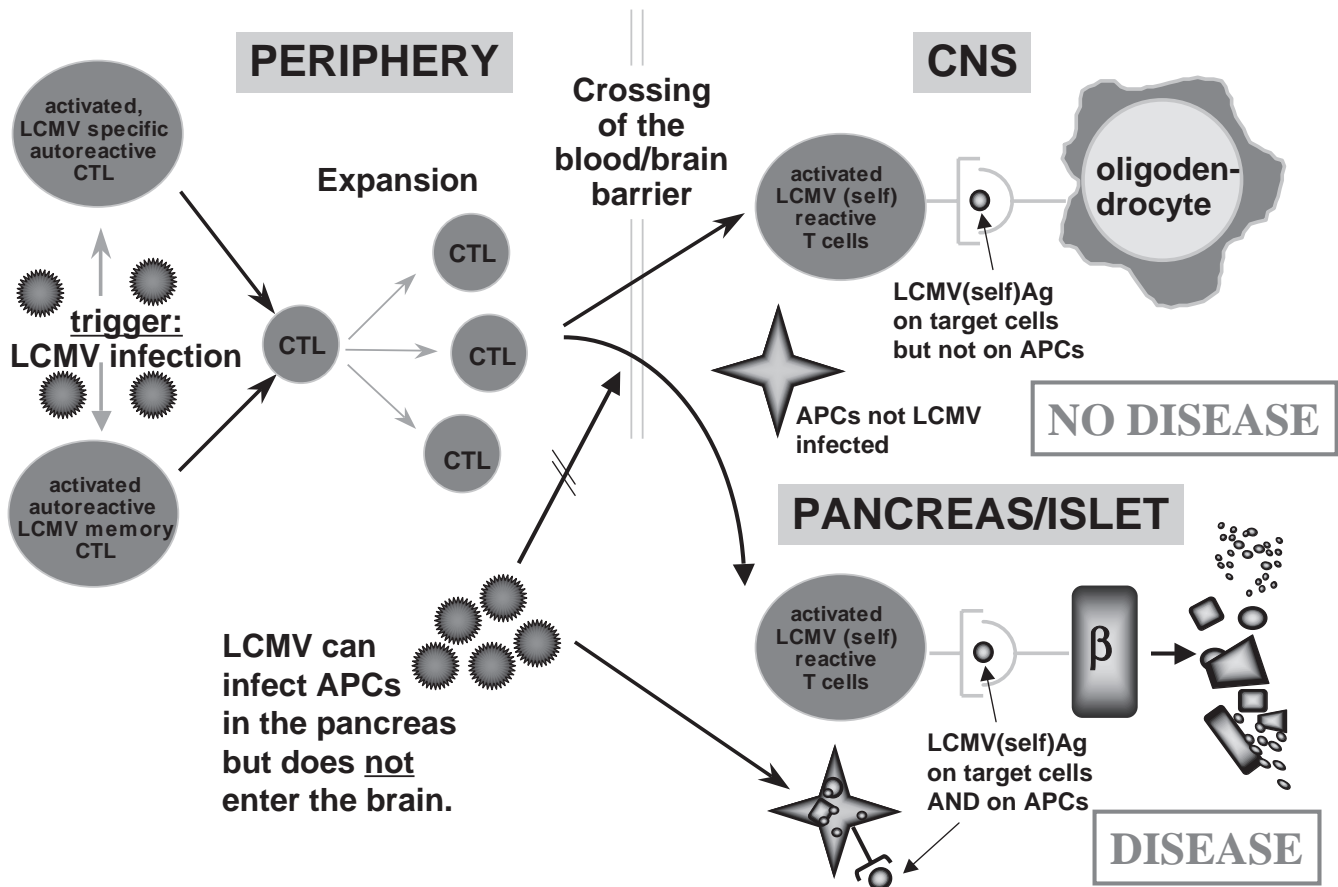 PERIPHERY
activated,
LCMV specific
autoreactive
CTL
trigger:
LCMV infection
activated
autoreactive
LCMV memory
CTL
CTL
Expansion
CTL
CTL
CTL
Crossing
of the
blood/brain
barrier
LCMV can
infect APCs
in the pancreas
but does not
enter the brain.
CNS
activated
LCMV (self)
reactive
T cells
oligoden-
drocyte
LCMV(self)Ag
on target cells
but not on APCs
APCs not LCMV
infected
NO DISEASE
PANCREAS/ISLET
activated
LCMV (self)
reactive
T cells
β
LCMV(self)Ag
on target cells
AND on APCs
DISEASE